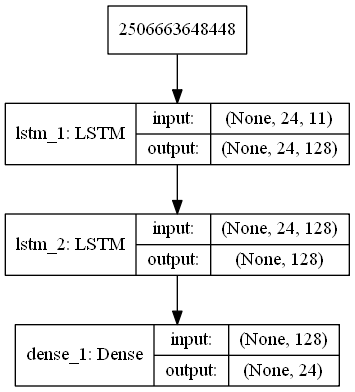 2506663648448
lstm_1: LSTM
input: (None, 24, 11)
output: (None, 24, 128)
lstm_2: LSTM
input: (None, 24, 128)
output: (None, 128)
dense_1: Dense
input: (None, 128)
output: (None, 24)